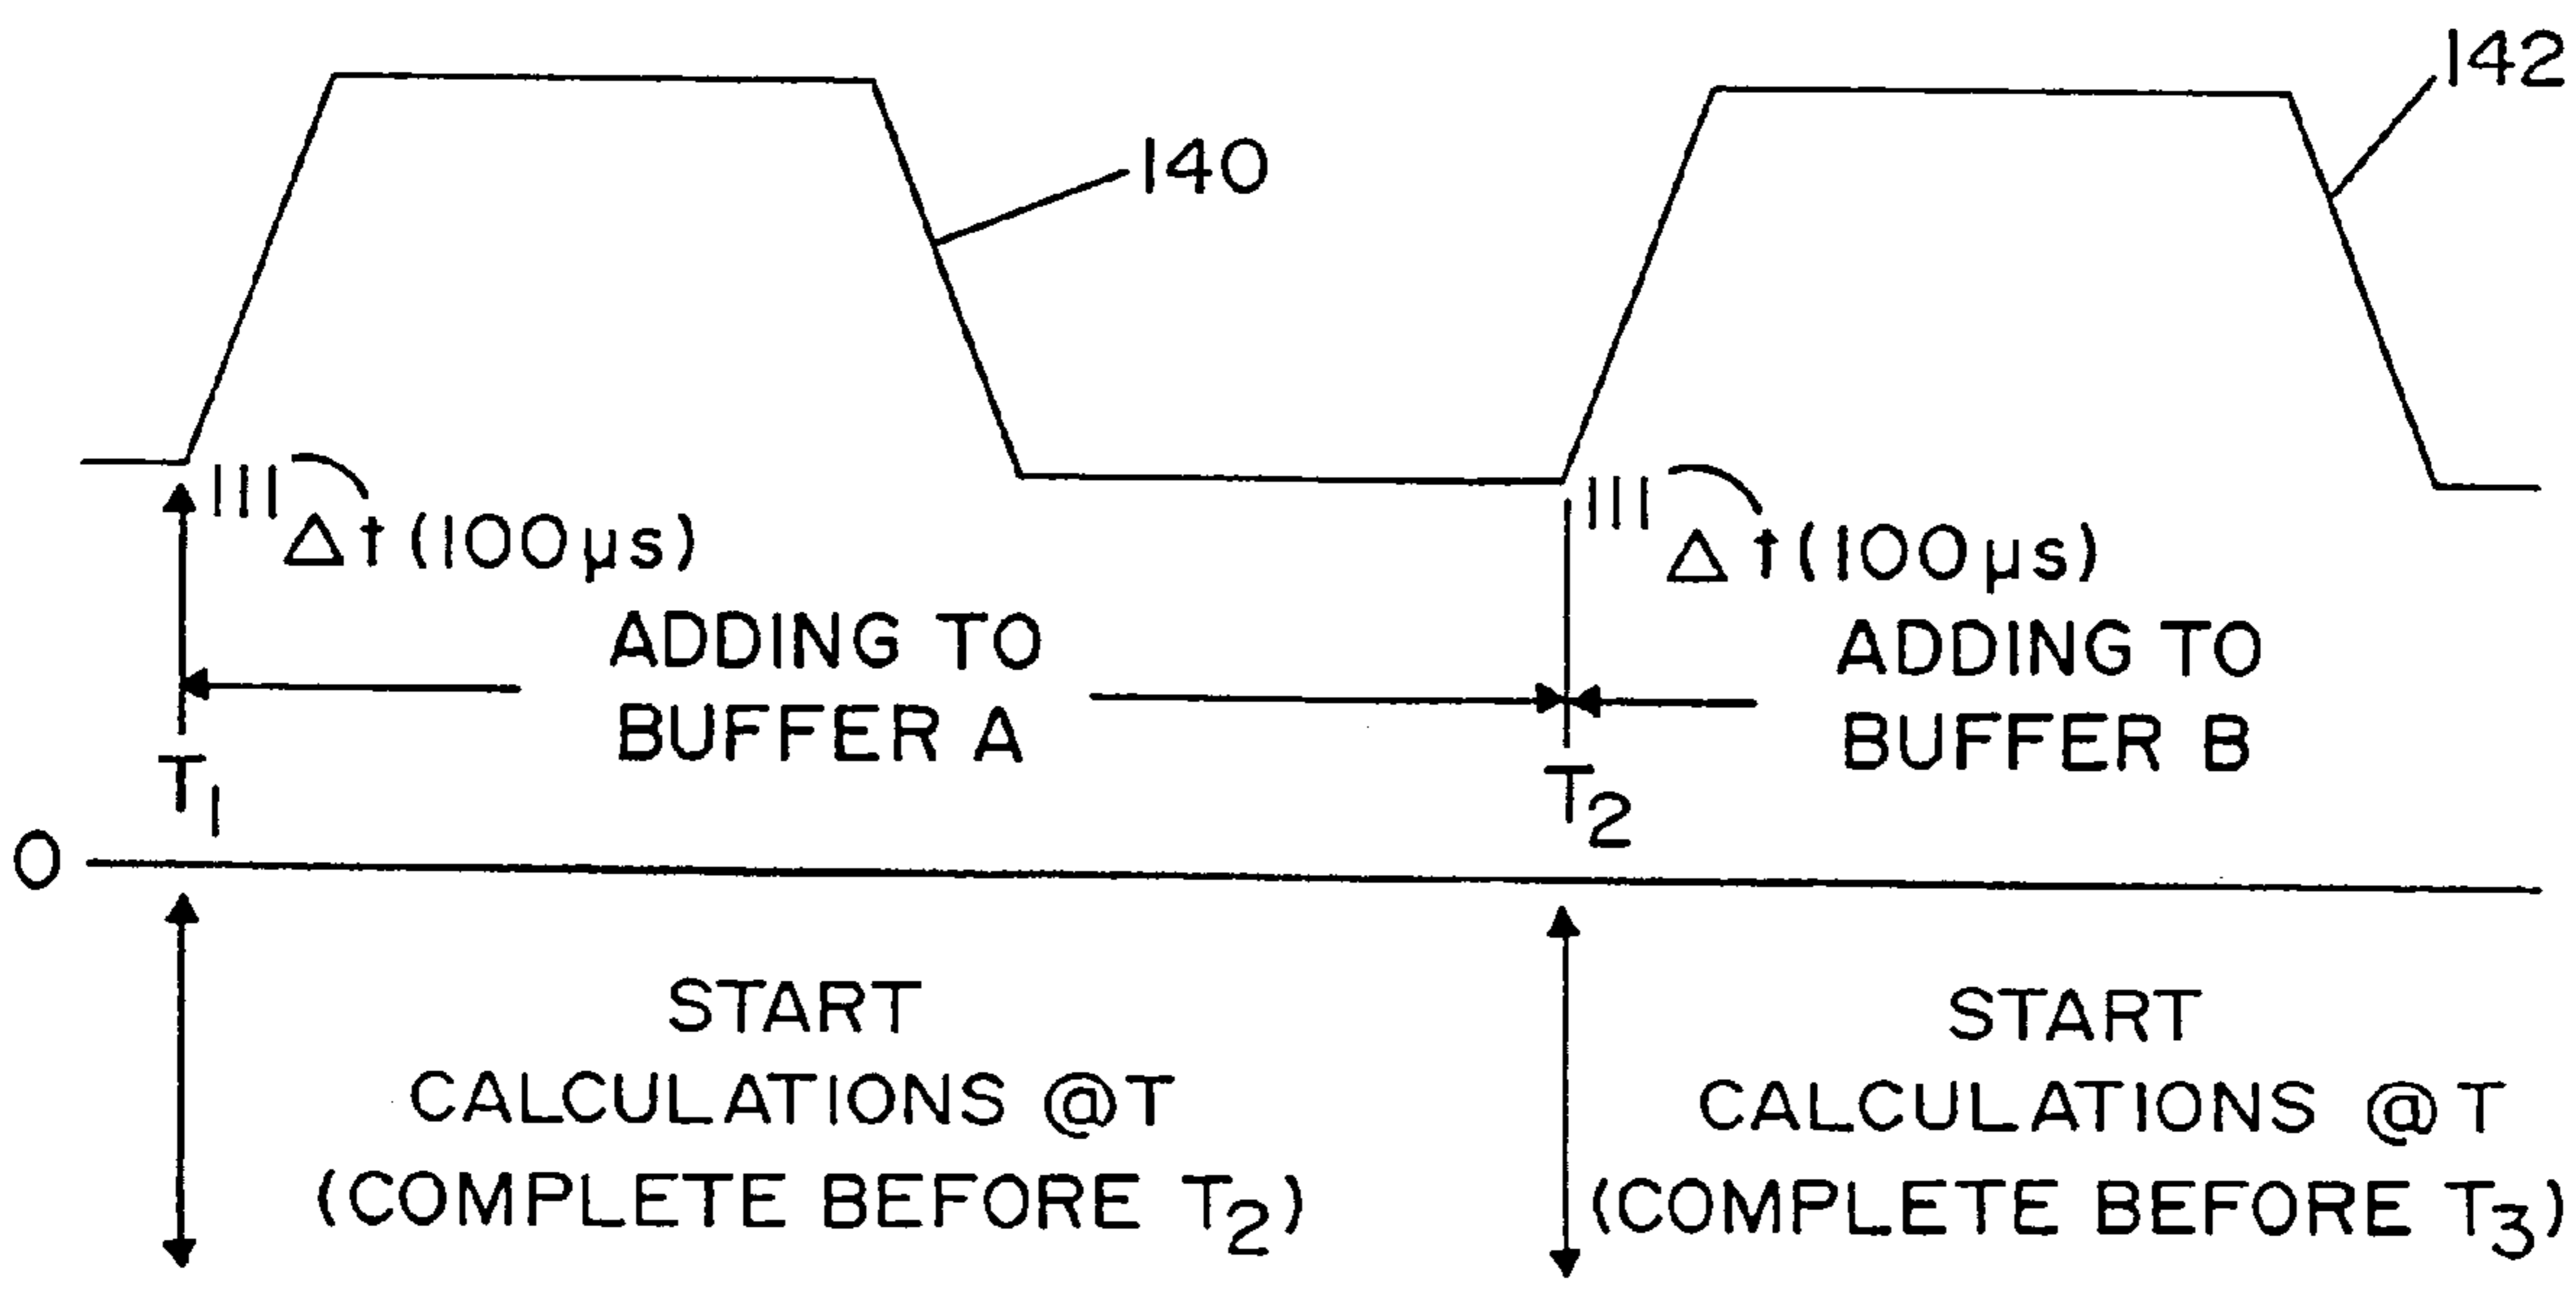 142
140
Δt (100µs)
Δt (100µs)
ADDING TO
BUFFER A
ADDING TO
BUFFER B
T1
T2
0
START
CALCULATIONS @T
(COMPLETE BEFORE T2)
START
CALCULATIONS @T
(COMPLETE BEFORE T3)